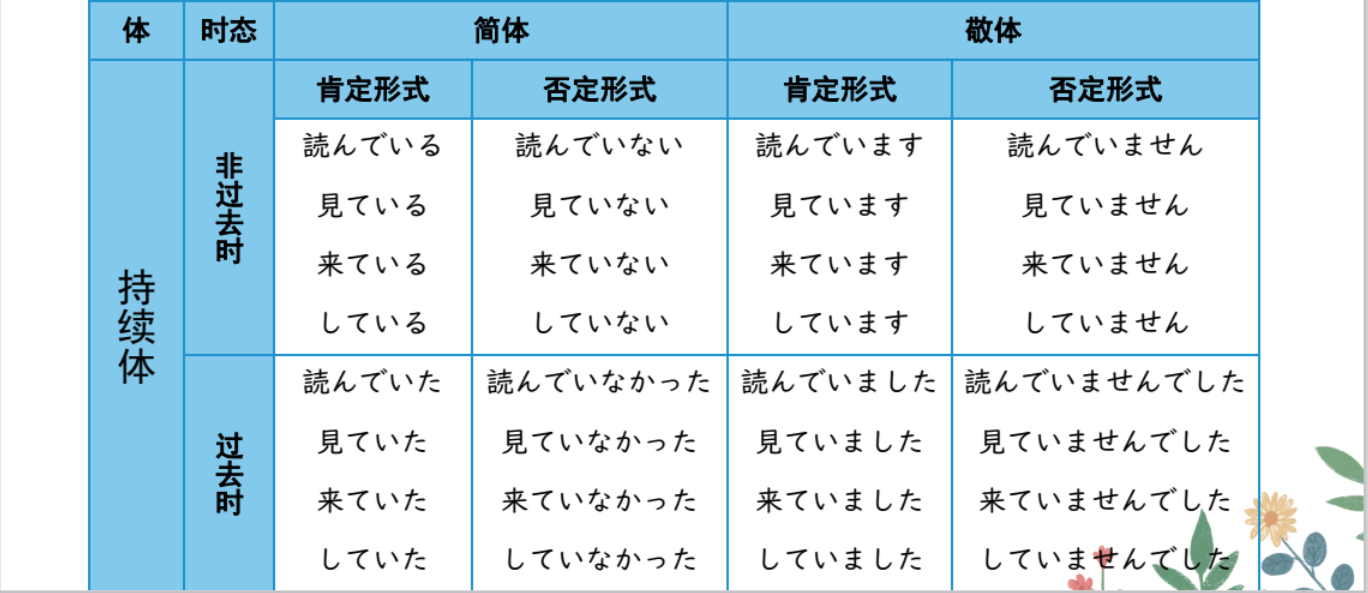 体 时态 简体 敬体
肯定形式 否定形式 肯定形式 否定形式
持续体
非过去时
読んでいる 読んでいない 読んでいます 読んでいません
見ている 見ていない 見ています 見ていません
来ている 来ていない 来ています 来ていません
している していない しています していません
过去时
読んでいた 読んでいなかった 読んでいました 読んでいませんでした
見ていた 見ていなかった 見ていました 見ていませんでした
来ていた 来ていなかった 来ていました 来ていませんでした
していた していなかった していました していませんでした